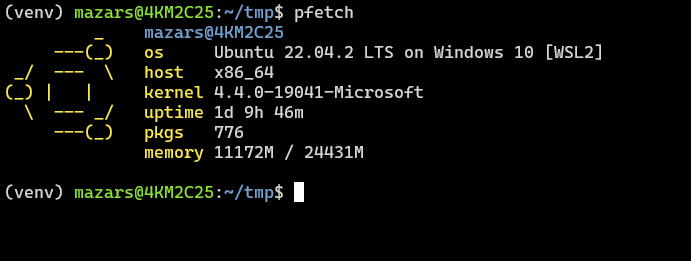 (venv) mazars@4KM2C25:~/tmp$ pfetch
         _     mazars@4KM2C25
     ---(_)    os     Ubuntu 22.04.2 LTS on Windows 10 [WSL2]
 _/  ---  \    host   x86_64
(_) |   |      kernel 4.4.0-19041-Microsoft
  \  --- _/    uptime 1d 9h 46m
     ---(_)    pkgs   776
               memory 11172M / 24431M
(venv) mazars@4KM2C25:~/tmp$